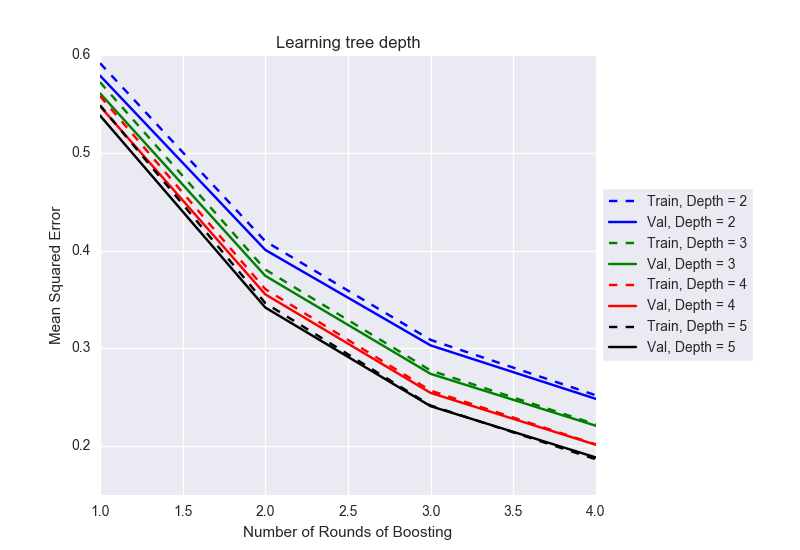 Learning tree depth
0.6
0.5
0.4
0.3
0.2
Mean Squared Error
1.0 1.5 2.0 2.5 3.0 3.5 4.0
Number of Rounds of Boosting
Train, Depth = 2
Val, Depth = 2
Train, Depth = 3
Val, Depth = 3
Train, Depth = 4
Val, Depth = 4
Train, Depth = 5
Val, Depth = 5